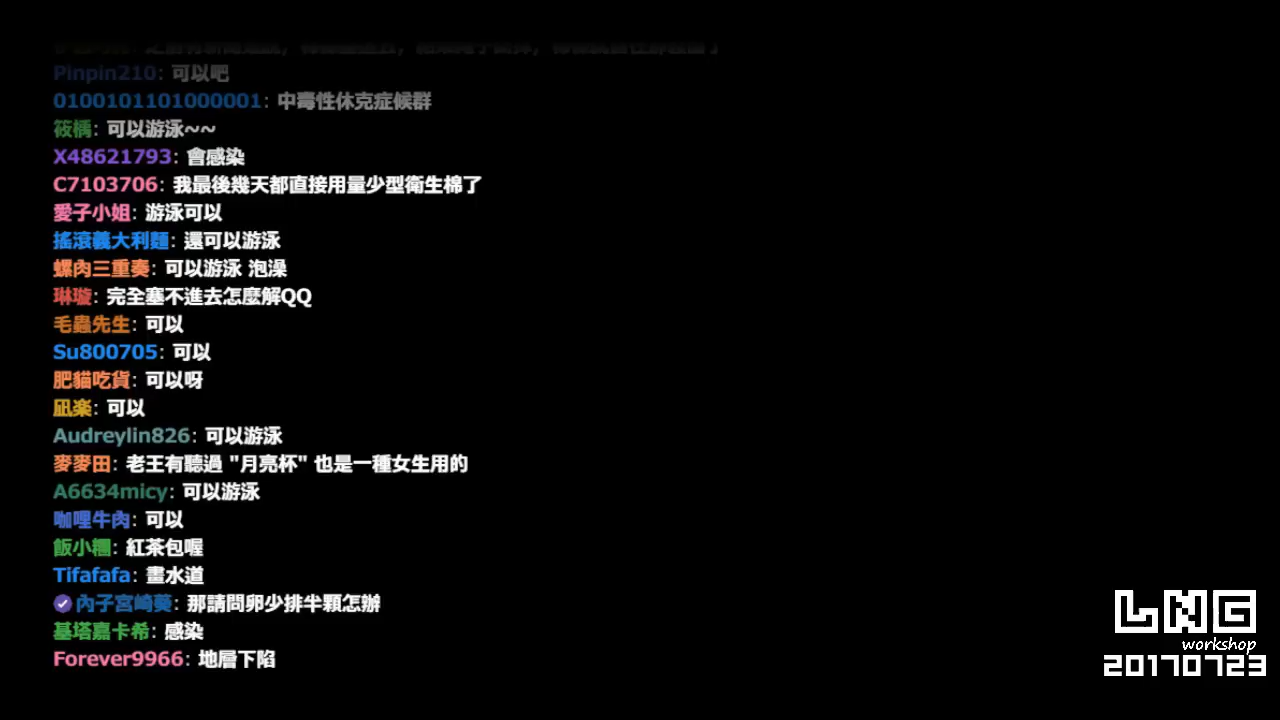 Pinpin210: 可以吧
0100101101000001: 中毒性休克症候群
筱楀: 可以游泳~~
X48621793: 會感染
C7103706: 我最後幾天都直接用量少型衛生棉了
愛子小姐: 游泳可以
搖滾義大利麵: 還可以游泳
螺肉三重奏: 可以游泳 泡澡
琳璇: 完全塞不進去怎麼解QQ
毛蟲先生: 可以
Su800705: 可以
肥貓吃貨: 可以呀
凪楽: 可以
Audreylin826: 可以游泳
麥麥田: 老王有聽過 "月亮杯" 也是一種女生用的
A6634micy: 可以游泳
咖哩牛肉: 可以
飯小糰: 紅茶包喔
Tifafafa: 畫水道
內子宮崎葵: 那請問卵少排半顆怎辦
基塔嘉卡希: 感染
Forever9966: 地層下陷
LNG
workshop
20170723